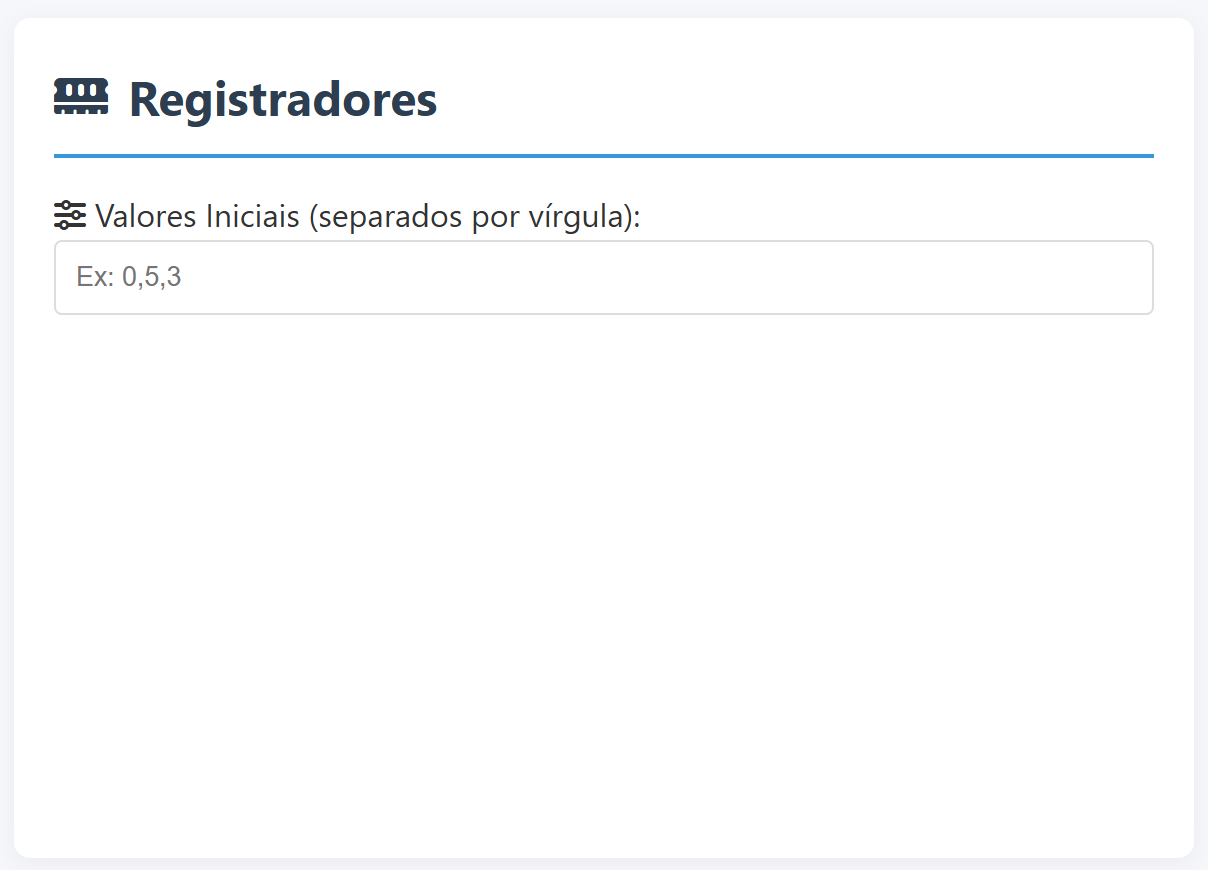 Registradores
Valores Iniciais (separados por vírgula):
Ex: 0,5,3